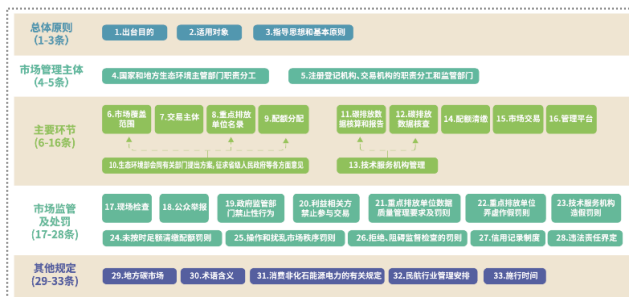 总体原则
(1-3条)
1.出台目的
2.适用对象
3.指导思想和基本原则
市场管理主体
(4-5条)
4.国家和地方生态环境主管部门职责分工
5.注册登记机构、交易机构的职责分工和监管部门
主要环节
(6-16条)
6.市场覆盖
范围
7.交易主体
8.重点排放
单位名录
9.配额分配
11.碳排放数
据核算和报告
12.碳排放
数据核查
14.配额清缴
15.市场交易
16.管理平台
10.生态环境部会同有关部门提出方案，征求省级人民政府等各方面意见
13.技术服务机构管理
市场监管
及处罚
(17-28条)
17.现场检查
18.公众举报
19.政府监管部
门禁止性行为
20.利益相关方
禁止参与交易
21.重点排放单位数据
质量管理要求及罚则
22.重点排放单位
弄虚作假罚则
23.技术服务机构
造假罚则
24.未按时足额清缴配额罚则
25.操作和扰乱市场秩序罚则
26.拒绝、阻碍监督检查的罚则
27.信用记录制度
28.违法责任界定
其他规定
(29-33条)
29.地方碳市场
30.术语含义
31.消费非化石能源电力的有关规定
32.民航行业管理安排
33.施行时间